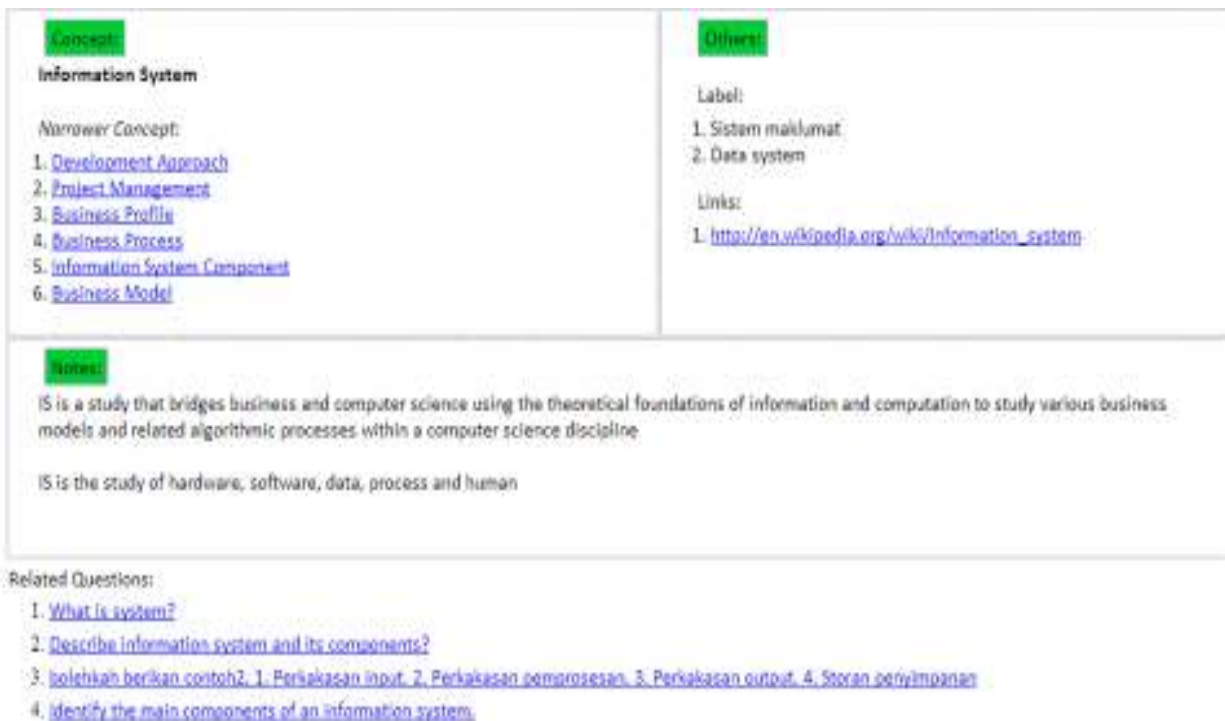 Concept:
Information System
Narrower Concept:
1. Development Approach
2. Project Management
3. Business Profile
4. Business Process
5. Information System Component
6. Business Model
Others:
Label:
1. Sistem maklumat
2. Data system
Links:
1. http://en.wikipedia.org/wiki/Information_system
Notes:
IS is a study that bridges business and computer science using the theoretical foundations of information and computation to study various business
models and related algorithmic processes within a computer science discipline
IS is the study of hardware, software, data, process and human
Related Questions:
1. What is system?
2. Describe information system and its components?
3. bolehkah berikan contoh2. 1. Perkakasan input. 2. Perkakasan pemprosesan. 3. Perkakasan output. 4. Storan penyimpanan
4. Identify the main components of an information system.